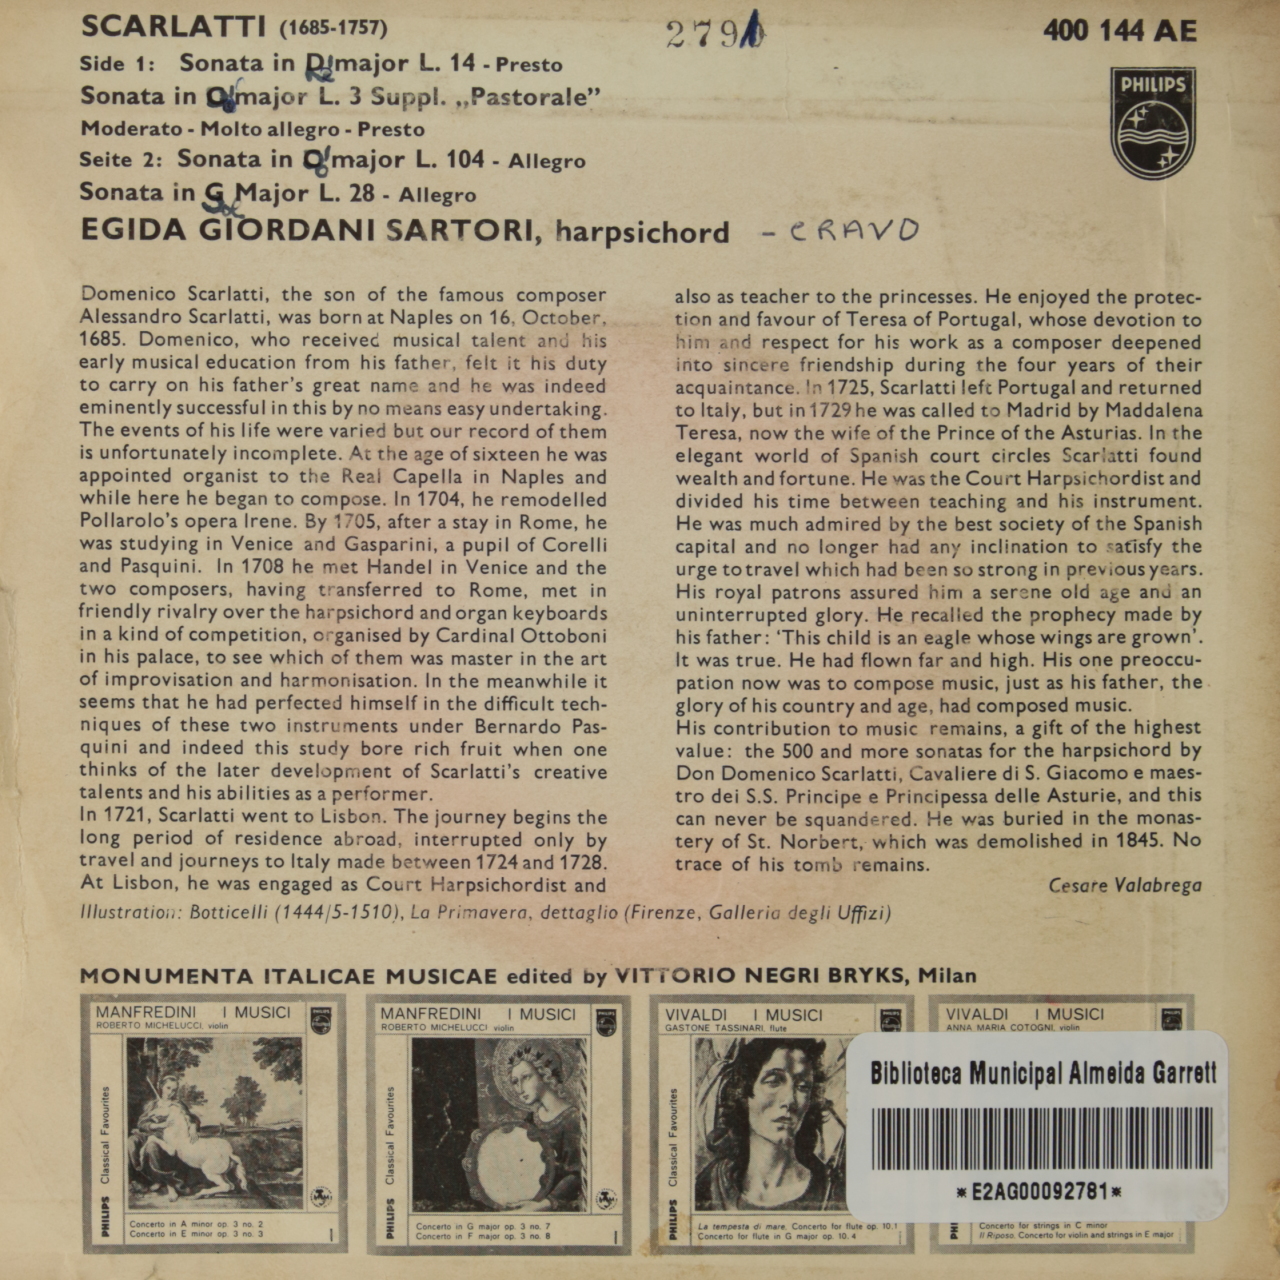 SCARLATTI (1685-1757)
279
400 144 AE
PHILIPS
Side 1: Sonata in D major L. 14 - Presto
Sonata in C major L. 3 Suppl. „Pastorale”
Moderato - Molto allegro - Presto
Seite 2: Sonata in C major L. 104 - Allegro
Sonata in G Major L. 28 - Allegro
EGIDA GIORDANI SARTORI, harpsichord - CRAVO
Domenico Scarlatti, the son of the famous composer
Alessandro Scarlatti, was born at Naples on 16, October,
1685. Domenico, who received musical talent and his
early musical education from his father, felt it his duty
to carry on his father's great name and he was indeed
eminently successful in this by no means easy undertaking.
The events of his life were varied but our record of them
is unfortunately incomplete. At the age of sixteen he was
appointed organist to the Real Capella in Naples and
while here he began to compose. In 1704, he remodelled
Pollarolo's opera Irene. By 1705, after a stay in Rome, he
was studying in Venice and Gasparini, a pupil of Corelli
and Pasquini. In 1708 he met Handel in Venice and the
two composers, having transferred to Rome, met in
friendly rivalry over the harpsichord and organ keyboards
in a kind of competition, organised by Cardinal Ottoboni
in his palace, to see which of them was master in the art
of improvisation and harmonisation. In the meanwhile it
seems that he had perfected himself in the difficult tech-
niques of these two instruments under Bernardo Pas-
quini and indeed this study bore rich fruit when one
thinks of the later development of Scarlatti's creative
talents and his abilities as a performer.
In 1721, Scarlatti went to Lisbon. The journey begins the
long period of residence abroad, interrupted only by
travel and journeys to Italy made between 1724 and 1728.
At Lisbon, he was engaged as Court Harpsichordist and
also as teacher to the princesses. He enjoyed the protec-
tion and favour of Teresa of Portugal, whose devotion to
him and respect for his work as a composer deepened
into sincere friendship during the four years of their
acquaintance. In 1725, Scarlatti left Portugal and returned
to Italy, but in 1729 he was called to Madrid by Maddalena
Teresa, now the wife of the Prince of the Asturias. In the
elegant world of Spanish court circles Scarlatti found
wealth and fortune. He was the Court Harpsichordist and
divided his time between teaching and his instrument.
He was much admired by the best society of the Spanish
capital and no longer had any inclination to satisfy the
urge to travel which had been so strong in previous years.
His royal patrons assured him a serene old age and an
uninterrupted glory. He recalled the prophecy made by
his father: ‘This child is an eagle whose wings are grown’.
It was true. He had flown far and high. His one preoccu-
pation now was to compose music, just as his father, the
glory of his country and age, had composed music.
His contribution to music remains, a gift of the highest
value: the 500 and more sonatas for the harpsichord by
Don Domenico Scarlatti, Cavaliere di S. Giacomo e maes-
tro dei S.S. Principe e Principessa delle Asturie, and this
can never be squandered. He was buried in the monas-
tery of St. Norbert, which was demolished in 1845. No
trace of his tomb remains.
Cesare Valabrega
Illustration: Botticelli (1444/5-1510), La Primavera, dettaglio (Firenze, Galleria degli Uffizi)
MONUMENTA ITALICAE MUSICAE edited by VITTORIO NEGRI BRYKS, Milan
MANFREDINI I MUSICI
ROBERTO MICHELUCCI, violin
PHILIPS Classical Favourites
Concerto in A minor op. 3 no. 2
Concerto in E minor op. 3 no. 3
MANFREDINI I MUSICI
ROBERTO MICHELUCCI, violin
PHILIPS Classical Favourites
Concerto in G major op. 3 no. 7
Concerto in F major op. 3 no. 8
VIVALDI I MUSICI
GASTONE TASSINARI, flute
PHILIPS Classical Favourites
La tempesta di mare, Concerto for flute op. 10.1
Concerto for flute in G major op. 10. 4
VIVALDI I MUSICI
ANNA MARIA COTOGNI, violin
Concerto for strings in C minor
Il Riposo, Concerto for violin and strings in E major
Biblioteca Municipal Almeida Garrett
*E2AG00092781*